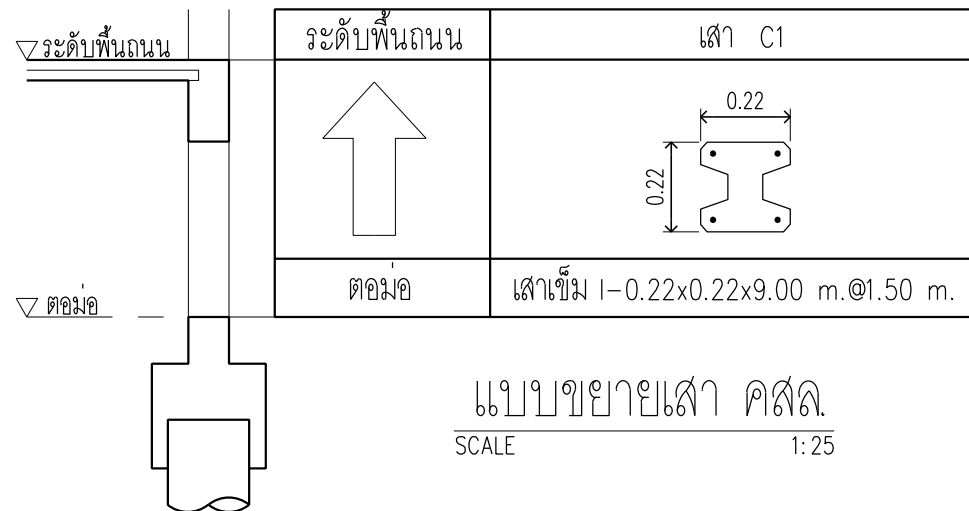 ระดับพื้นถนน
ระดับพื้นถนน
เสา C1
0.22
0.22
ตอม่อ
ตอม่อ
เสาเข็ม I-0.22x0.22x9.00 m.@1.50 m.
แบบขยายเสา คสล.
SCALE 1:25